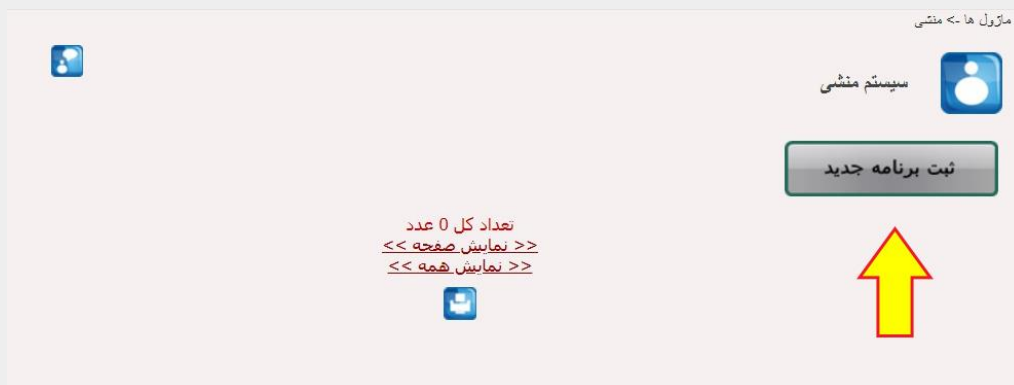 ماژول ها -> منشی
سیستم منشی
ثبت برنامه جدید
تعداد کل 0 عدد
<< نمایش صفحه >>
<< نمایش همه >>